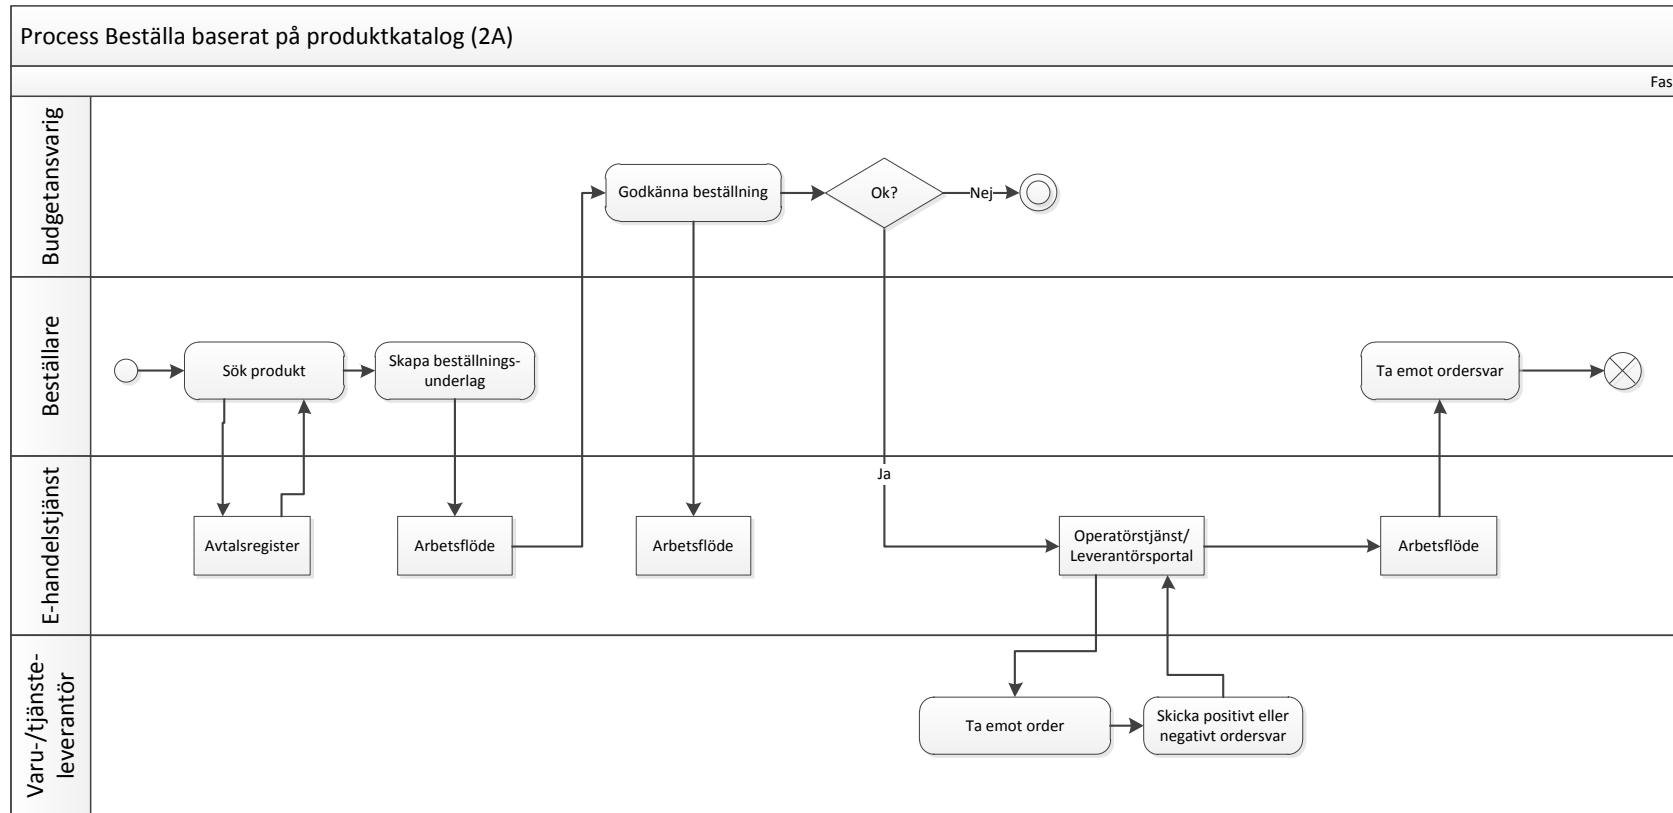 Process Beställa baserat på produktkatalog (2A)
Fas
Budgetansvarig
Godkänna beställning
Ok?
Nej
Beställare
Sök produkt
Skapa beställnings-
underlag
Ta emot ordersvar
E-handelstjänst
Ja
Avtalsregister
Arbetsflöde
Arbetsflöde
Operatörstjänst/
Leverantörsportal
Arbetsflöde
Varu-/tjänste-
leverantör
Ta emot order
Skicka positivt eller
negativt ordersvar